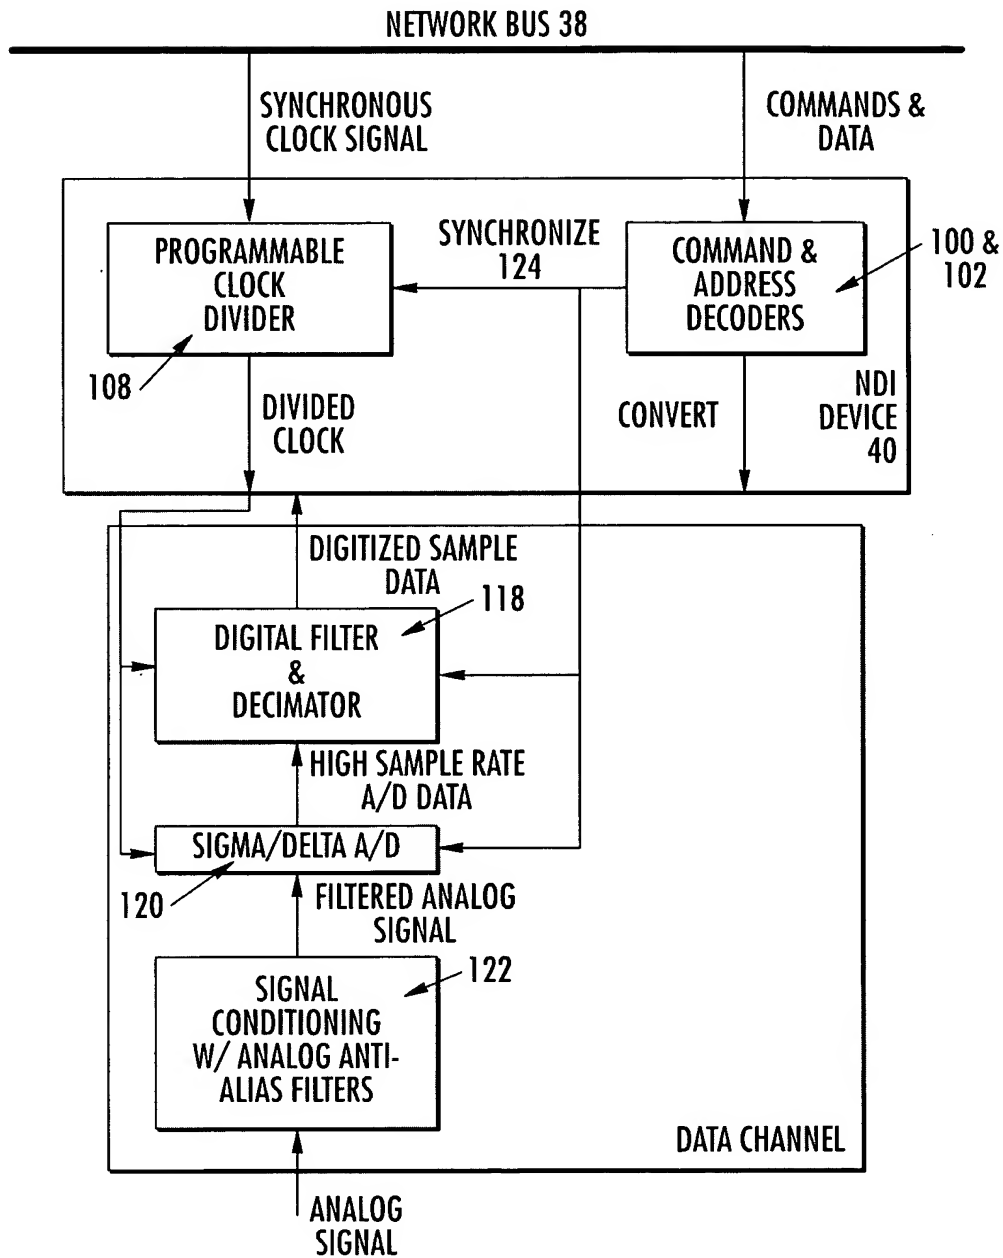 NETWORK BUS 38
SYNCHRONOUS
CLOCK SIGNAL
COMMANDS &
DATA
PROGRAMMABLE
CLOCK
DIVIDER
SYNCHRONIZE
124
COMMAND &
ADDRESS
DECODERS
100 &
102
108
DIVIDED
CLOCK
CONVERT
NDI
DEVICE
40
DIGITIZED SAMPLE
DATA
118
DIGITAL FILTER
&
DECIMATOR
HIGH SAMPLE RATE
A/D DATA
SIGMA/DELTA A/D
120
FILTERED ANALOG
SIGNAL
122
SIGNAL
CONDITIONING
W/ ANALOG ANTI-
ALIAS FILTERS
DATA CHANNEL
ANALOG
SIGNAL